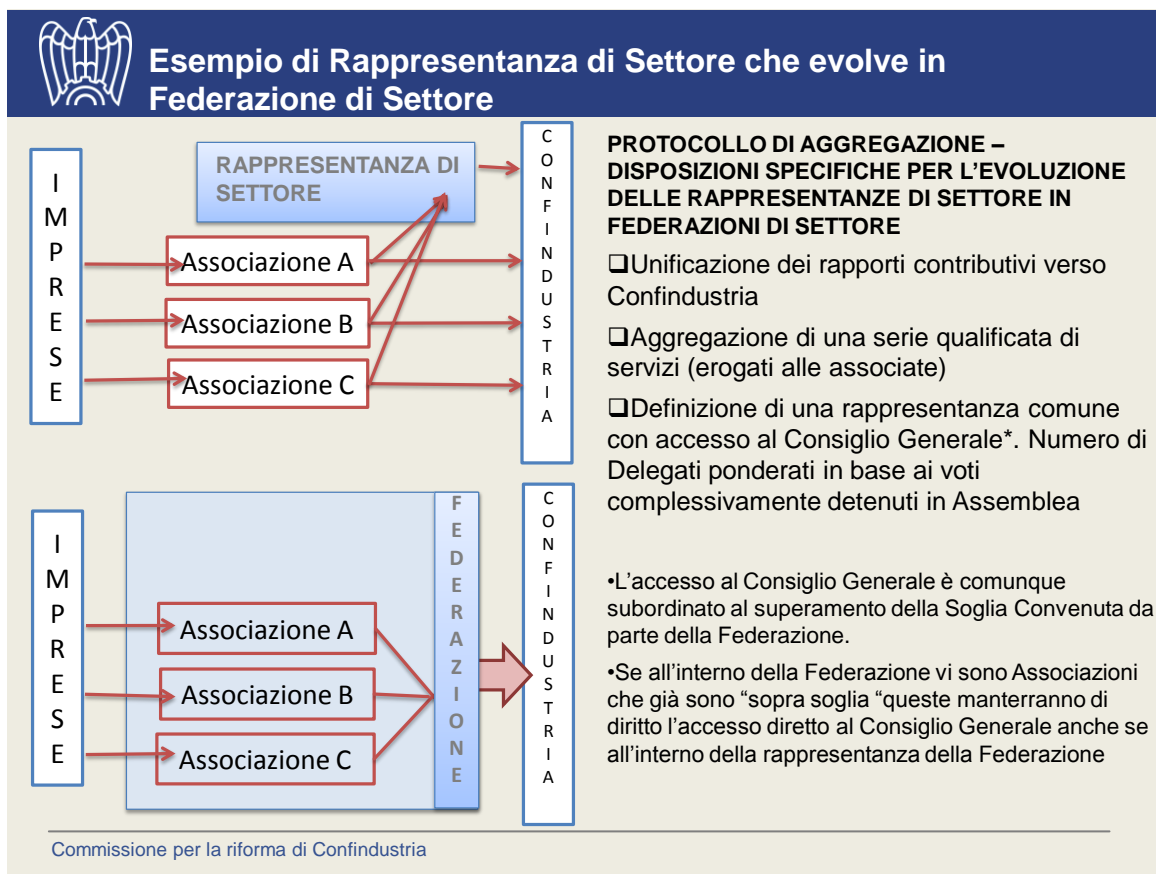 Esempio di Rappresentanza di Settore che evolve in
Federazione di Settore
IMPRESE
RAPPRESENTANZA DI
SETTORE
Associazione A
Associazione B
Associazione C
CONFINDUSTRIA
IMPRESE
Associazione A
Associazione B
Associazione C
FEDERAZIONE
CONFINDUSTRIA
PROTOCOLLO DI AGGREGAZIONE –
DISPOSIZIONI SPECIFICHE PER L'EVOLUZIONE
DELLE RAPPRESENTANZE DI SETTORE IN
FEDERAZIONI DI SETTORE
❑Unificazione dei rapporti contributivi verso
Confindustria
❑Aggregazione di una serie qualificata di
servizi (erogati alle associate)
❑Definizione di una rappresentanza comune
con accesso al Consiglio Generale*. Numero di
Delegati ponderati in base ai voti
complessivamente detenuti in Assemblea
•L'accesso al Consiglio Generale è comunque
subordinato al superamento della Soglia Convenuta da
parte della Federazione.
•Se all'interno della Federazione vi sono Associazioni
che già sono "sopra soglia "queste manterranno di
diritto l'accesso diretto al Consiglio Generale anche se
all'interno della rappresentanza della Federazione
Commissione per la riforma di Confindustria